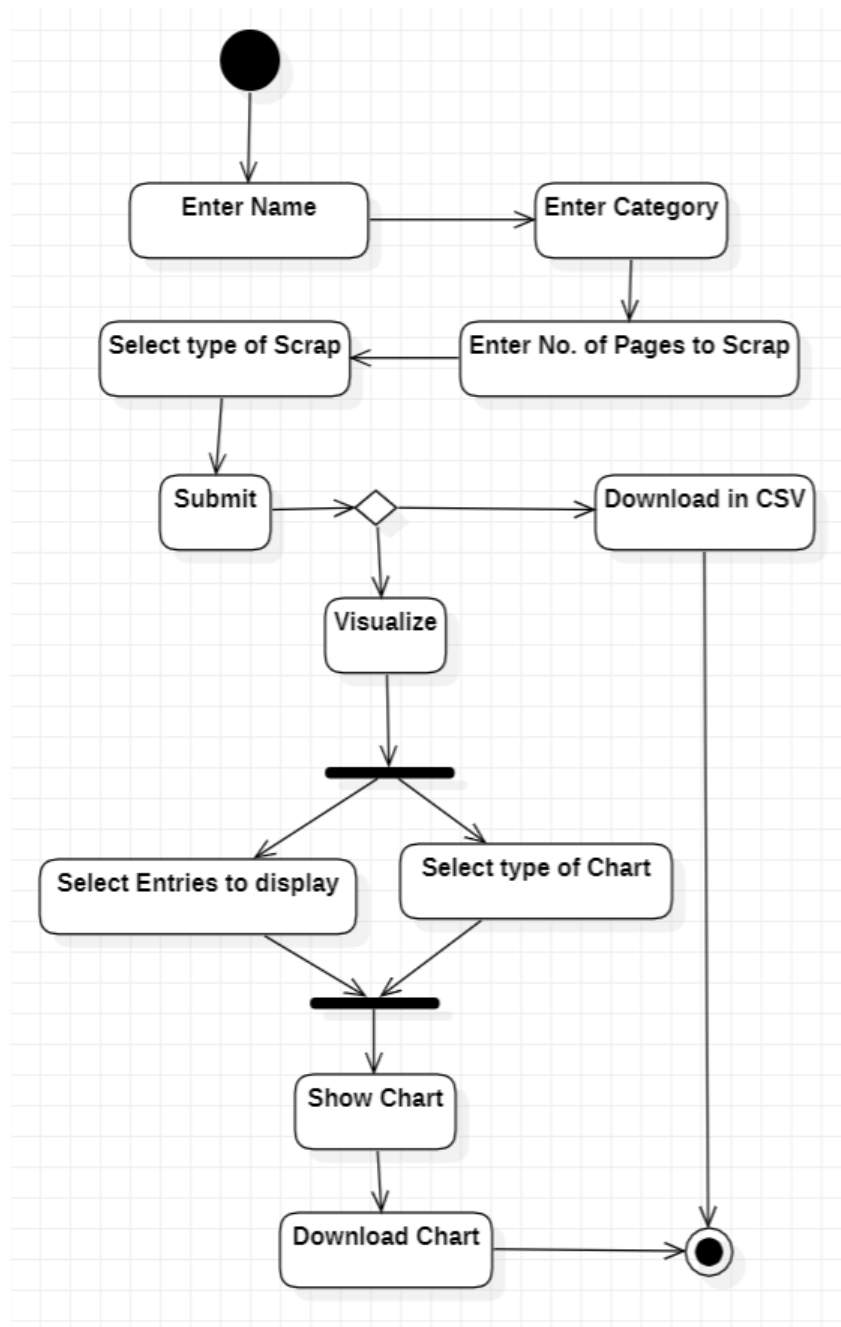 Enter Name
Enter Category
Enter No. of Pages to Scrap
Select type of Scrap
Submit
Download in CSV
Visualize
Select Entries to display
Select type of Chart
Show Chart
Download Chart